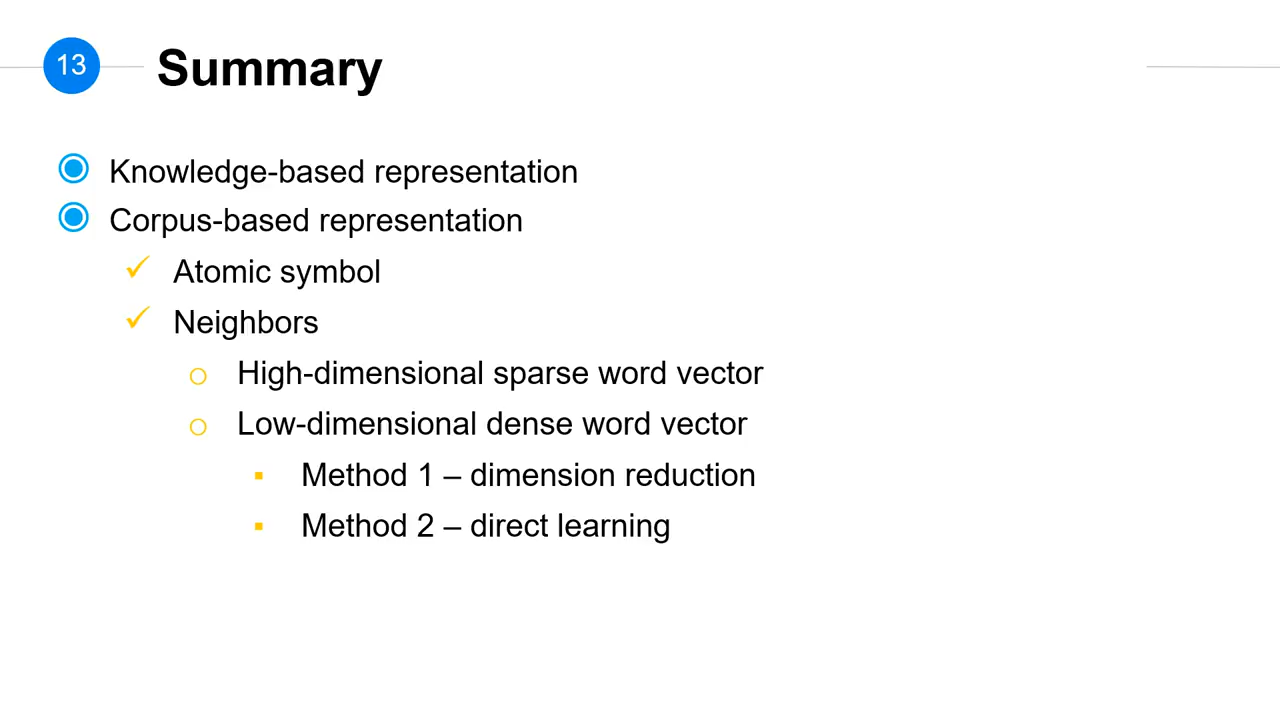 13
Summary
Knowledge-based representation
Corpus-based representation
Atomic symbol
Neighbors
High-dimensional sparse word vector
Low-dimensional dense word vector
Method 1 – dimension reduction
Method 2 – direct learning